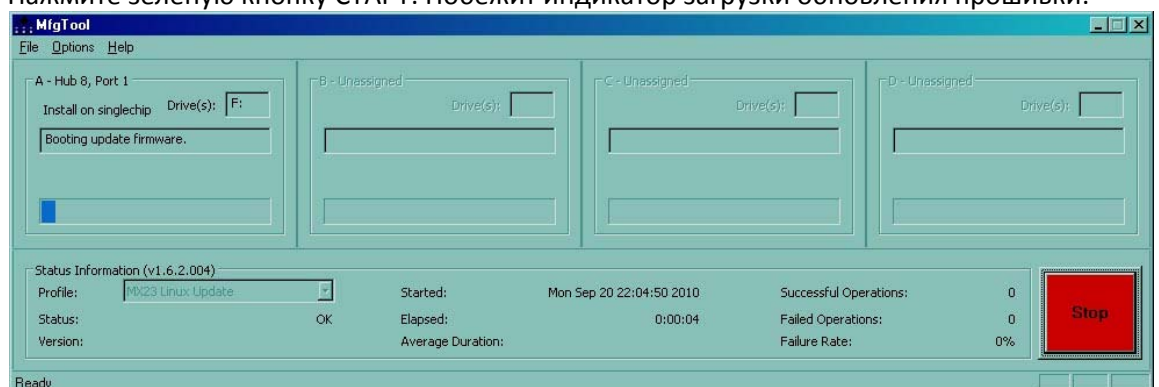 Нажмите зеленую кнопку СТАРТ. Побежит индикатор загрузки обновления прошивки.
MfgTool
File Options Help
A - Hub 8, Port 1
Install on singlechip Drive(s): F:
Booting update firmware.
B - Unassigned
Drive(s):
C - Unassigned
Drive(s):
D - Unassigned
Drive(s):
Status Information (v1.6.2.004)
Profile: MX23 Linux Update Started: Mon Sep 20 22:04:50 2010 Successful Operations: 0
Status: OK Elapsed: 0:00:04 Failed Operations: 0
Version: Average Duration: Failure Rate: 0%
Stop
Ready